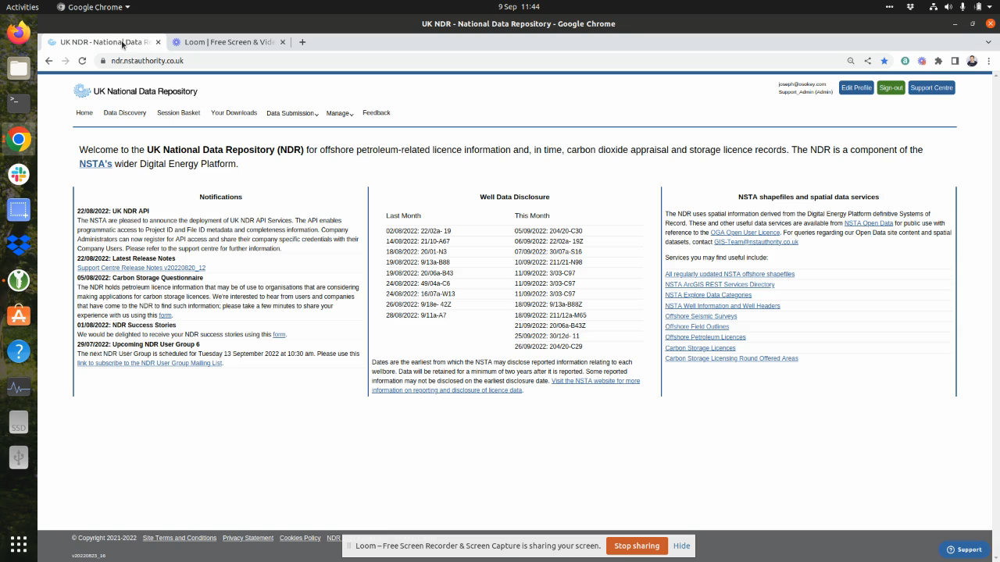 Activities
Google Chrome
9 Sep 11:44
UK NDR - National Data Repository - Google Chrome
UK NDR - National Data Re
Loom | Free Screen & Vide
ndr.nstauthority.co.uk
UK National Data Repository
joseph@osokey.com
Support_Admin (Admin)
Edit Profile
Sign-out
Support Centre
Home
Data Discovery
Session Basket
Your Downloads
Data Submission
Manage
Feedback
Welcome to the UK National Data Repository (NDR) for offshore petroleum-related licence information and, in time, carbon dioxide appraisal and storage licence records. The NDR is a component of the
NSTA's wider Digital Energy Platform.
Notifications
22/08/2022: UK NDR API
The NSTA are pleased to announce the deployment of UK NDR API Services. The API enables
programmatic access to Project ID and File ID metadata and completeness information. Company
Administrators can now register for API access and share their company specific credentials with their
Company Users. Please refer to the support centre for further information.
22/08/2022: Latest Release Notes
Support Centre Release Notes v20220820_12
05/08/2022: Carbon Storage Questionnaire
The NDR holds petroleum licence information that may be of use to organisations that are considering
making applications for carbon storage licences. We're interested to hear from users and companies
that have come to the NDR to find such information; please take a few minutes to share your
experience with us using this form.
01/08/2022: NDR Success Stories
We would be delighted to receive your NDR success stories using this form.
29/07/2022: Upcoming NDR User Group 6
The next NDR User Group is scheduled for Tuesday 13 September 2022 at 10:30 am. Please use this
link to subscribe to the NDR User Group Mailing List.
Well Data Disclosure
Last Month
This Month
02/08/2022: 22/02a- 19
05/09/2022: 204/20-C30
14/08/2022: 21/10-A67
06/09/2022: 22/02a- 19Z
18/08/2022: 20/01-N3
07/09/2022: 30/07a-S16
19/08/2022: 9/13a-B88
10/09/2022: 211/21-N98
19/08/2022: 20/06a-B43
11/09/2022: 3/03-C97
24/08/2022: 49/04a-C6
11/09/2022: 3/03-C97
24/08/2022: 16/07a-W13
11/09/2022: 3/03-C97
26/08/2022: 9/18e- 42Z
18/09/2022: 9/13a-B88Z
28/08/2022: 9/11a-A7
18/09/2022: 211/12a-M65
21/09/2022: 20/06a-B43Z
25/09/2022: 30/12d- 11
26/09/2022: 204/20-C29
Dates are the earliest from which the NSTA may disclose reported information relating to each
wellbore. Data will be retained for a minimum of two years after it is reported. Some reported
information may not be disclosed on the earliest disclosure date. Visit the NSTA website for more
information on reporting and disclosure of licence data.
NSTA shapefiles and spatial data services
The NDR uses spatial information derived from the Digital Energy Platform definitive Systems of
Record. These and other useful data services are available from NSTA Open Data for public use with
reference to the OGA Open User Licence. For queries regarding our Open Data site content and spatial
datasets, contact GIS-Team@nstauthority.co.uk
Services you may find useful include:
All regularly updated NSTA offshore shapefiles
NSTA ArcGIS REST Services Directory
NSTA Explore Data Categories
NSTA Well Information and Well Headers
Offshore Seismic Surveys
Offshore Field Outlines
Offshore Petroleum Licences
Carbon Storage Licences
Carbon Storage Licensing Round Offered Areas
SSD
© Copyright 2021-2022
Site Terms and Conditions
Privacy Statement
Cookies Policy
NDR
v20220823_16
Loom – Free Screen Recorder & Screen Capture is sharing your screen.
Stop sharing
Hide
Support